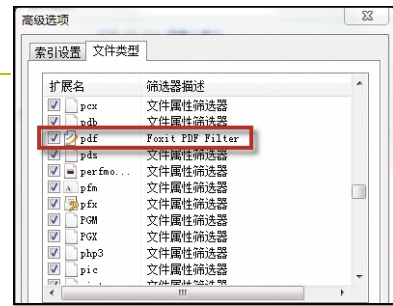 高级选项
索引设置 文件类型
扩展名 筛选器描述
pcx 文件属性筛选器
pdb 文件属性筛选器
pdf Foxit PDF Filter
pds 文件属性筛选器
perfmo... 文件属性筛选器
pfm 文件属性筛选器
pfx 文件属性筛选器
PGM 文件属性筛选器
PGX 文件属性筛选器
php3 文件属性筛选器
pic 文件属性筛选器